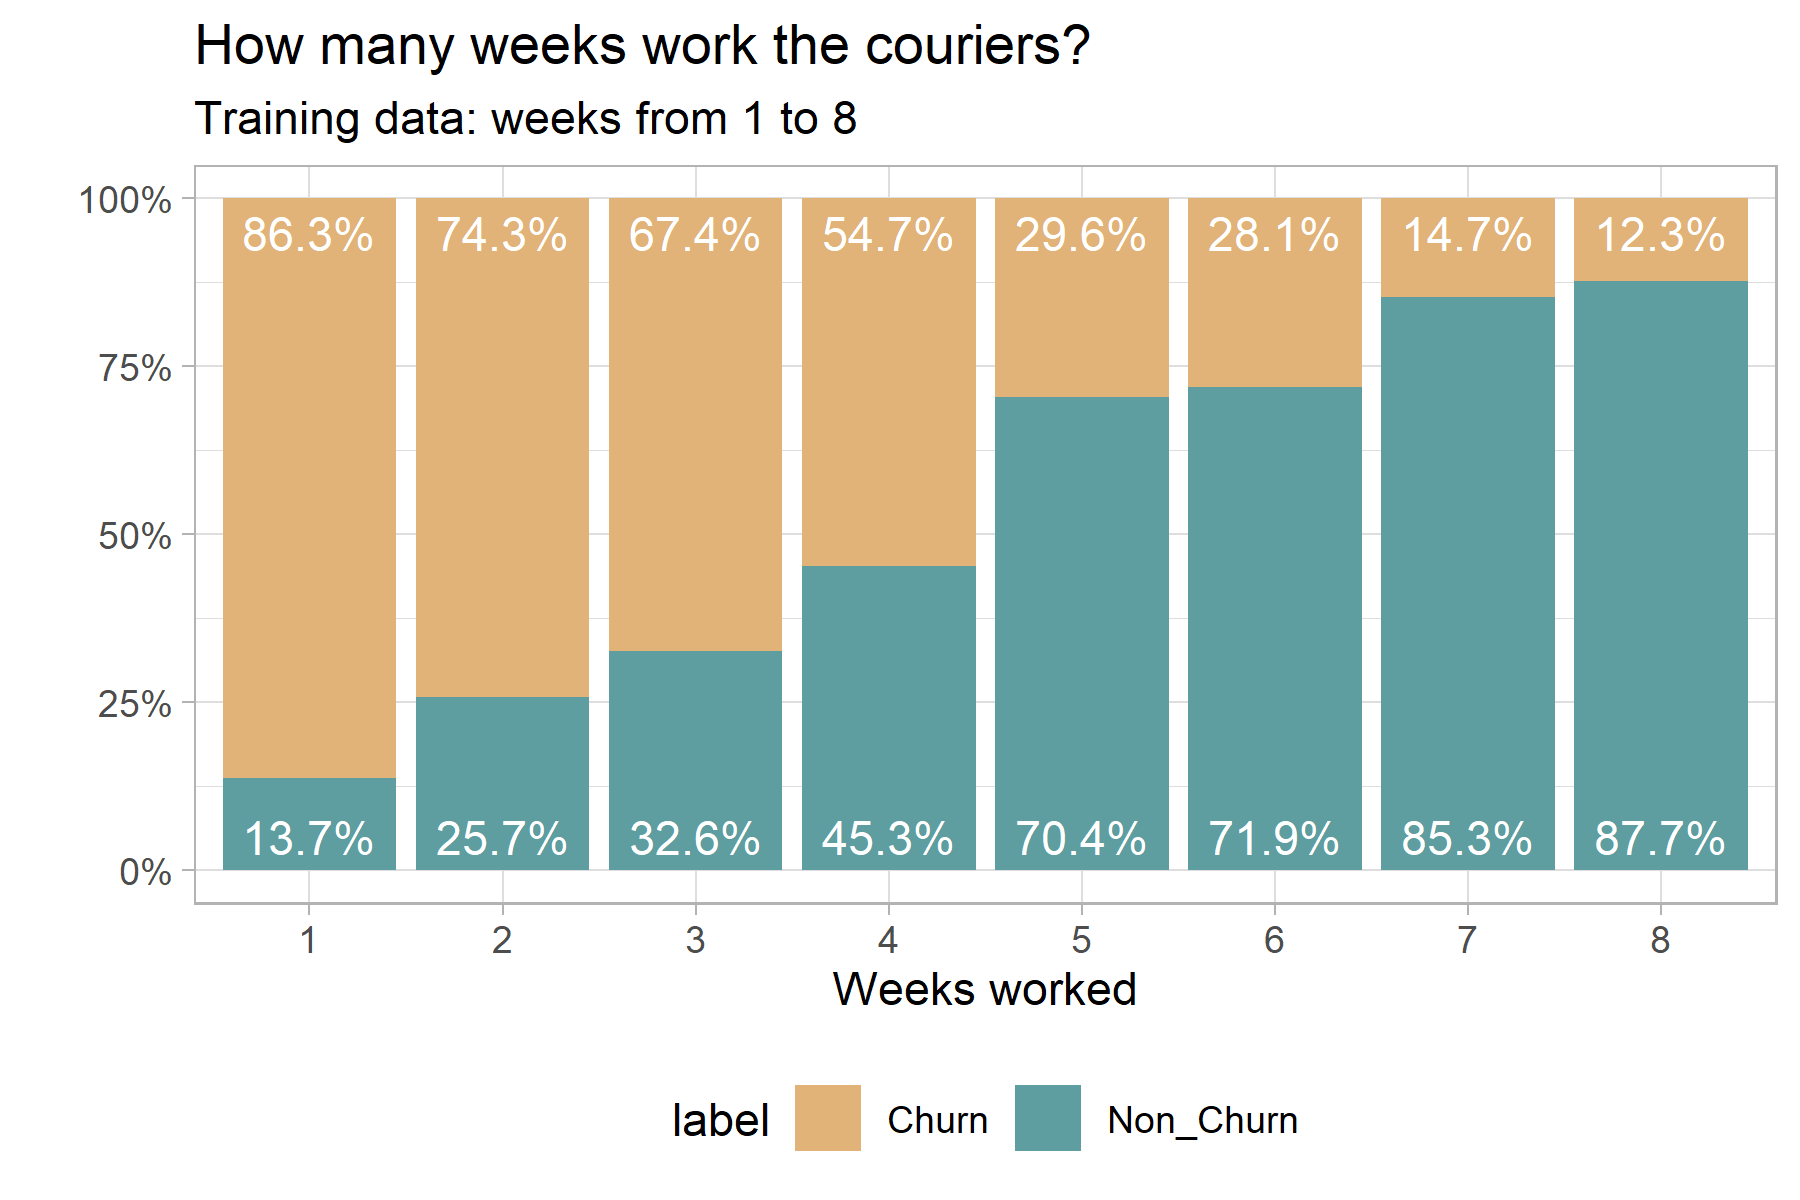 How many weeks work the couriers?
Training data: weeks from 1 to 8
100%
75%
50%
25%
0%
86.3% 74.3% 67.4% 54.7% 29.6% 28.1% 14.7% 12.3%
13.7% 25.7% 32.6% 45.3% 70.4% 71.9% 85.3% 87.7%
1 2 3 4 5 6 7 8
Weeks worked
label Churn Non_Churn